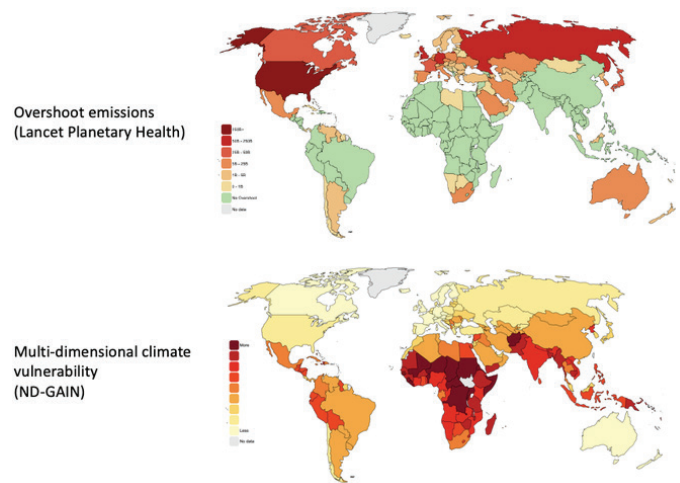 Overshoot emissions
(Lancet Planetary Health)
No Overshoot
No data
Multi-dimensional climate
vulnerability
(ND-GAIN)
More
Less
No data